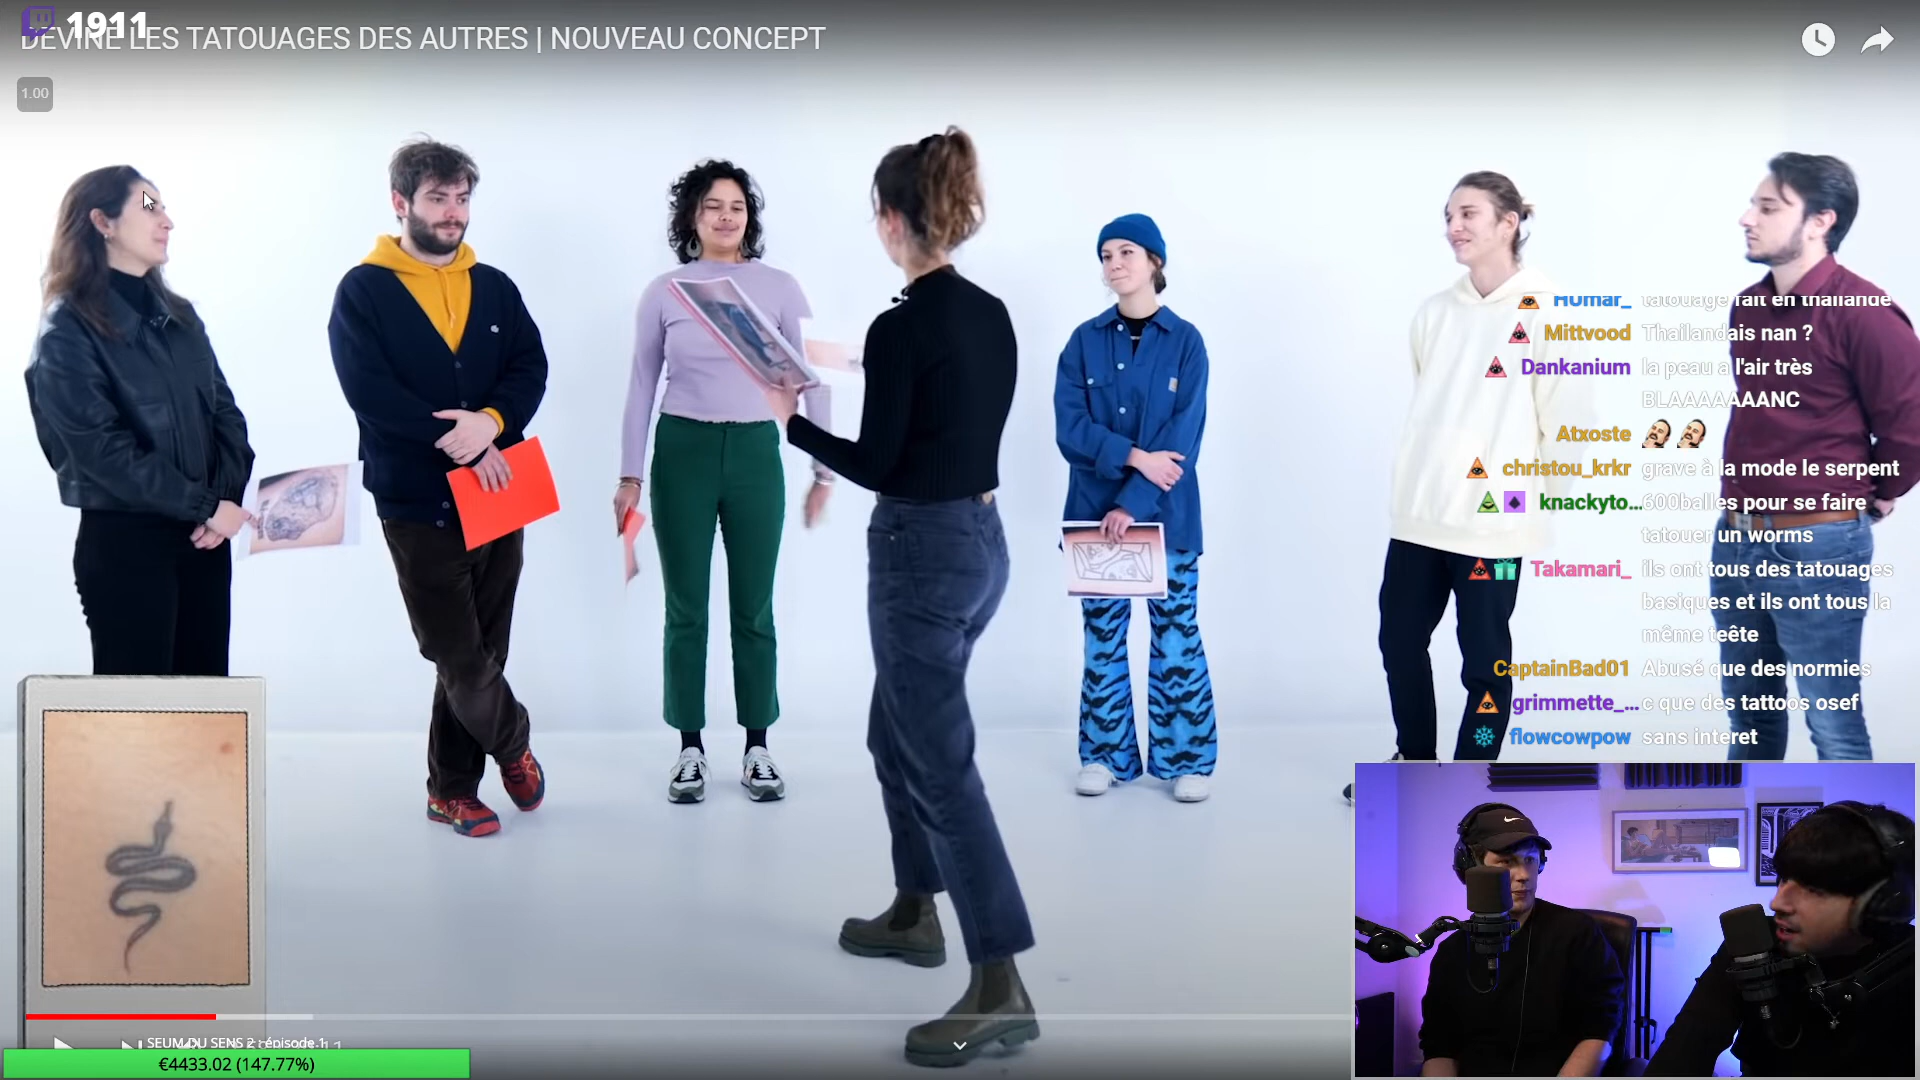 1911
DEVINE LES TATOUAGES DES AUTRES | NOUVEAU CONCEPT
1.00
HUmar_ tatouage fait en thaïlande
Mittvood Thaïlandais nan ?
Dankanium la peau a l'air très
BLAAAAAAANC
Atxoste
christou_krkr grave à la mode le serpent
knackyto... 600balles pour se faire
tatouer un worms
Takamari_ ils ont tous des tatouages
basiques et ils ont tous la
même teête
CaptainBad01 Abusé que des normies
grimmette_... c que des tattoos osef
flowcowpow sans interet
SEUM DU SENS 2 : épisode 1
€4433.02 (147.77%)